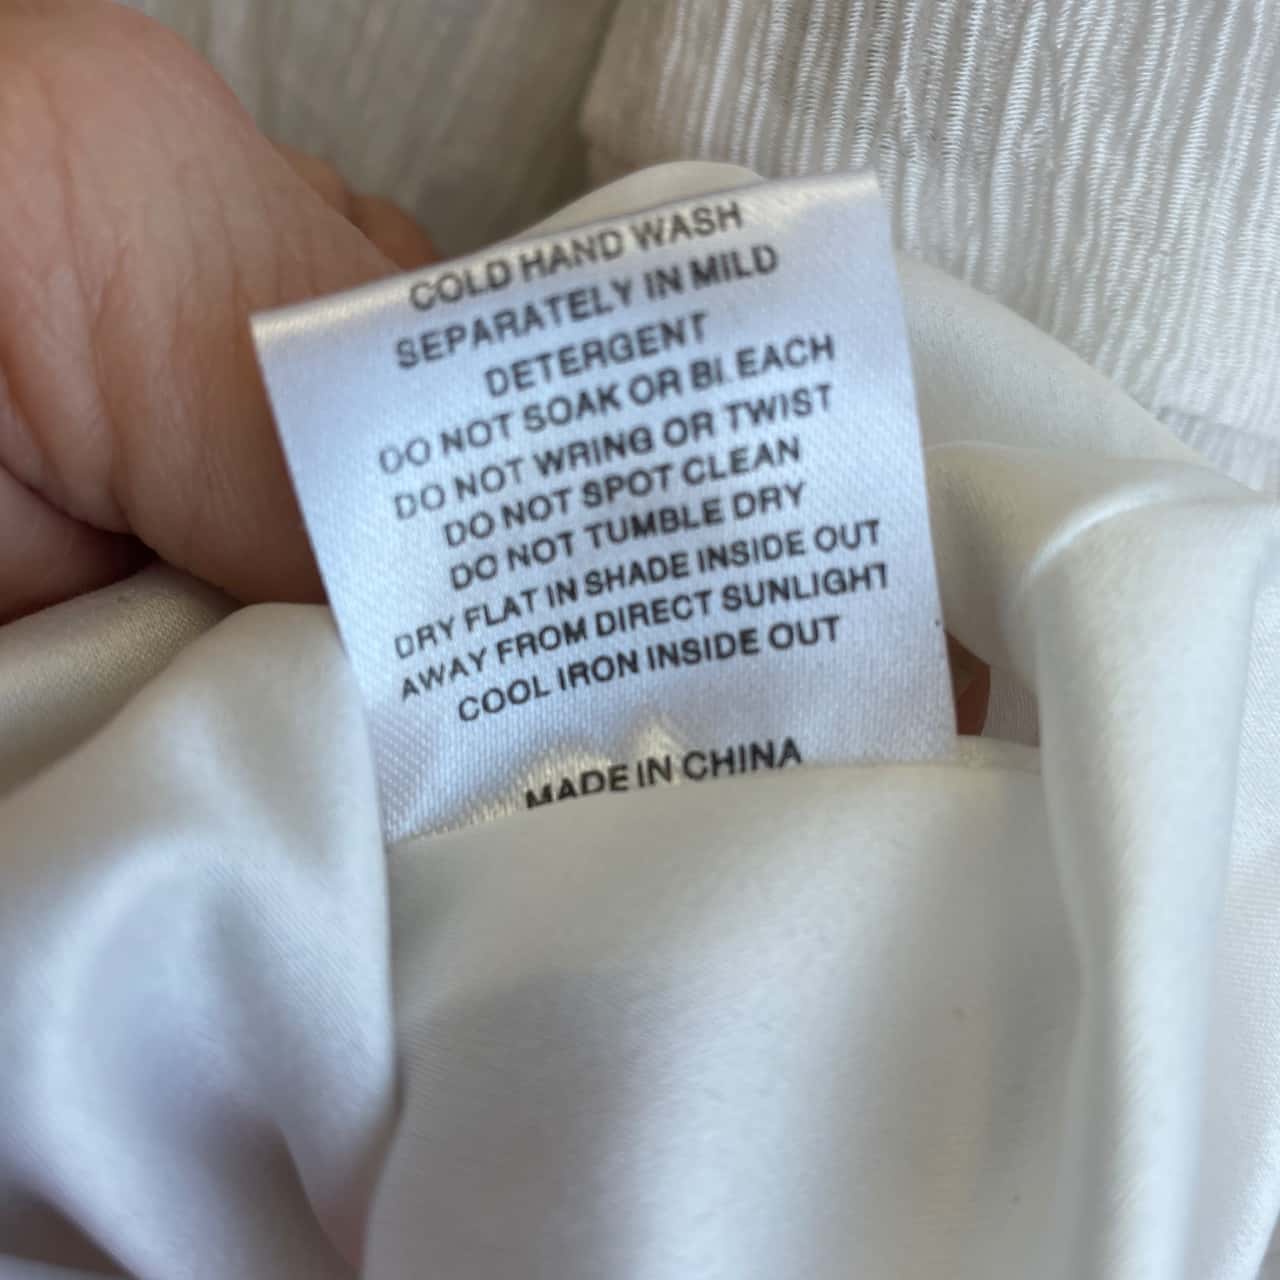 COLD HAND WASH
SEPARATELY IN MILD
DETERGENT
DO NOT SOAK OR BLEACH
DO NOT WRING OR TWIST
DO NOT SPOT CLEAN
DO NOT TUMBLE DRY
DRY FLAT IN SHADE INSIDE OUT
AWAY FROM DIRECT SUNLIGHT
COOL IRON INSIDE OUT
MADE IN CHINA